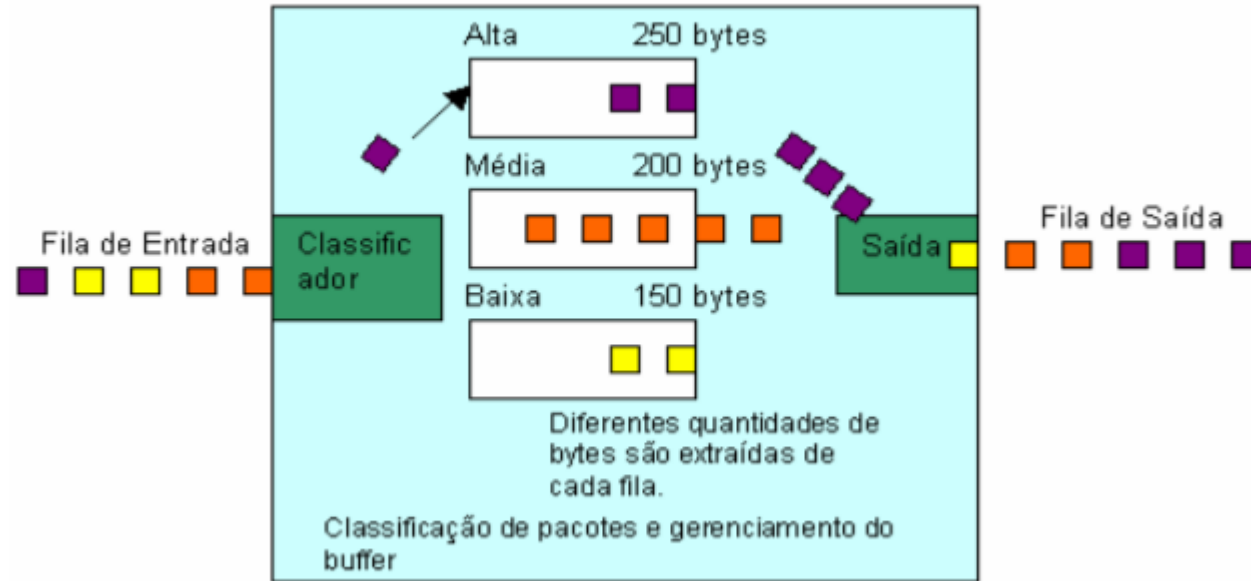 Alta 250 bytes
Média 200 bytes
Fila de Entrada
Classific
ador
Saída
Fila de Saída
Baixa 150 bytes
Diferentes quantidades de
bytes são extraídas de
cada fila.
Classificação de pacotes e gerenciamento do
buffer